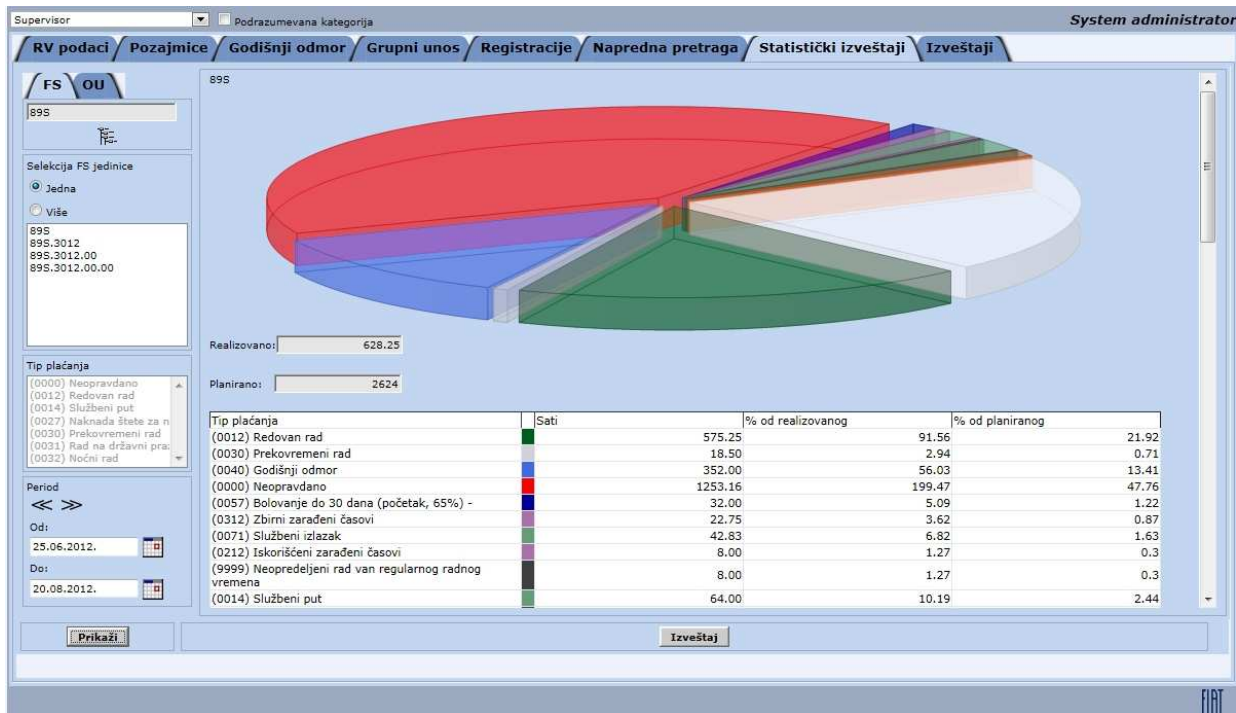 Supervisor
Podrazumevana kategorija
System administrator
RV podaci
Pozajmice
Godišnji odmor
Grupni unos
Registracije
Napredna pretraga
Statistički izveštaji
Izveštaji
FS
OU
89S
Selekcija FS jedinice
Jedna
Više
89S
89S.3012
89S.3012.00
89S.3012.00.00
Tip plaćanja
(0000) Neopravdano
(0012) Redovan rad
(0014) Službeni put
(0027) Naknada štete za n
(0030) Prekovremeni rad
(0031) Rad na državni praz
(0032) Noćni rad
Period
≪ ≫
Od:
25.06.2012.
Do:
20.08.2012.
Prikaži
89S
Realizovano: 628.25
Planirano: 2624
Tip plaćanja Sati % od realizovanog % od planiranog
(0012) Redovan rad 575.25 91.56 21.92
(0030) Prekovremeni rad 18.50 2.94 0.71
(0040) Godišnji odmor 352.00 56.03 13.41
(0000) Neopravdano 1253.16 199.47 47.76
(0057) Bolovanje do 30 dana (početak, 65%) - 32.00 5.09 1.22
(0312) Zbirni zarađeni časovi 22.75 3.62 0.87
(0071) Službeni izlazak 42.83 6.82 1.63
(0212) Iskorišćeni zarađeni časovi 8.00 1.27 0.3
(9999) Neopredeljeni rad van regularnog radnog
vremena 8.00 1.27 0.3
(0014) Službeni put 64.00 10.19 2.44
Izveštaj
FIAT